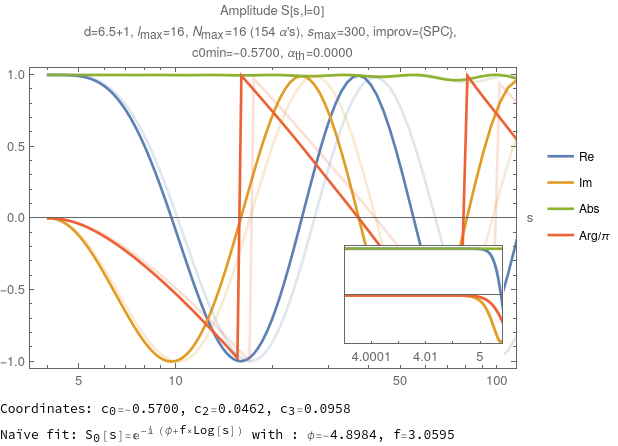 Amplitude S[s,l=0]
d=6.5+1, lmax=16, Nmax=16 (154 α's), smax=300, improv={SPC},
c0min=-0.5700, αth=0.0000
1.0
0.5
0.0
-0.5
-1.0
s
Re
Im
Abs
Arg/π
4.0001 4.01 5
5 10 50 100
Coordinates: c0=-0.5700, c2=0.0462, c3=0.0958
Naïve fit: S0[s]=e^-i (ϕ+f×Log[s]) with : ϕ=-4.8984, f=3.0595